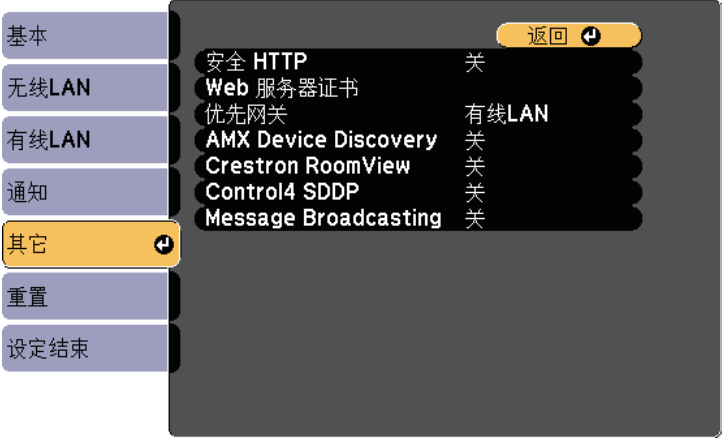 基本
无线LAN
有线LAN
通知
其它
重置
设定结束
返回
安全 HTTP 关
Web 服务器证书
优先网关 有线LAN
AMX Device Discovery 关
Crestron RoomView 关
Control4 SDDP 关
Message Broadcasting 关